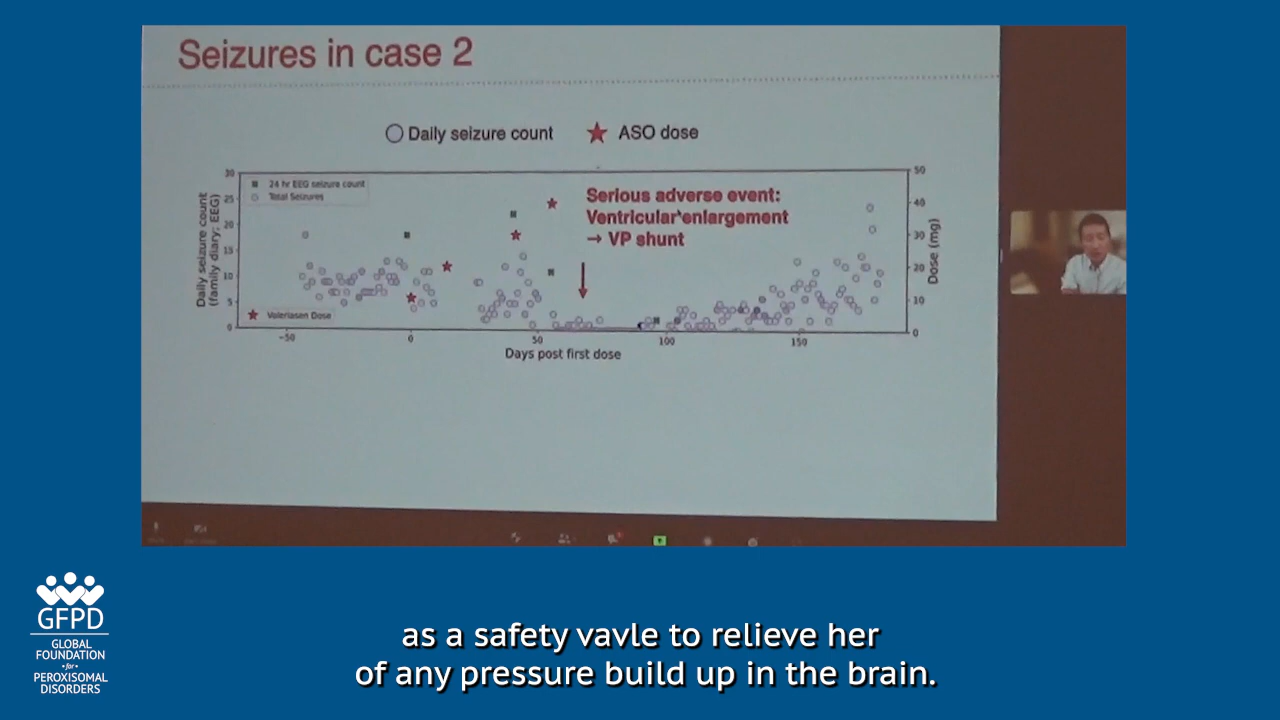 Seizures in case 2
Daily seizure count
ASO dose
24 hr EEG seizure count
Total Seizures
Serious adverse event:
Ventricular enlargement
→ VP shunt
Valeriasen Dose
Daily seizure count
(family diary; EEG)
30
25
20
15
10
5
0
50
40
30
20
10
0
Dose (mg)
−50
0
50
100
150
Days post first dose
GFPD
GLOBAL
FOUNDATION
•for•
PEROXISOMAL
DISORDERS
as a safety vavle to relieve her
of any pressure build up in the brain.